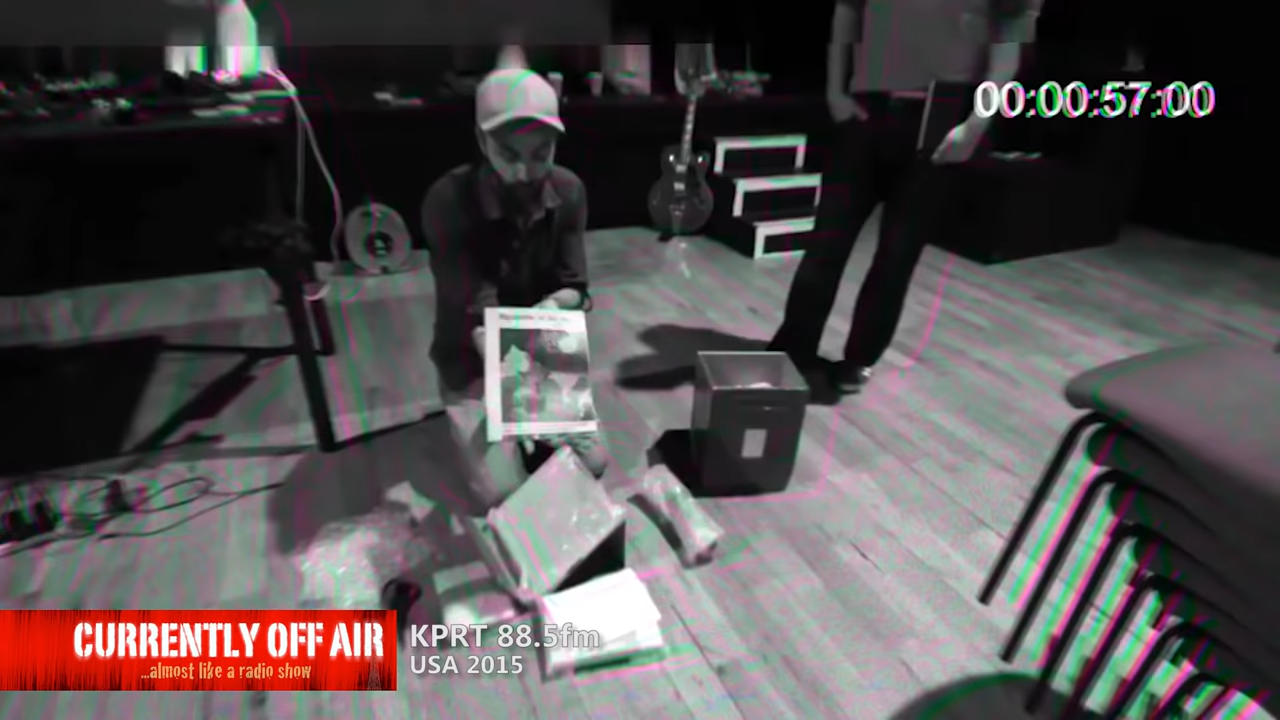 00:00:57:00
CURRENTLY OFF AIR
...almost like a radio show
KPRT 88.5fm
USA 2015